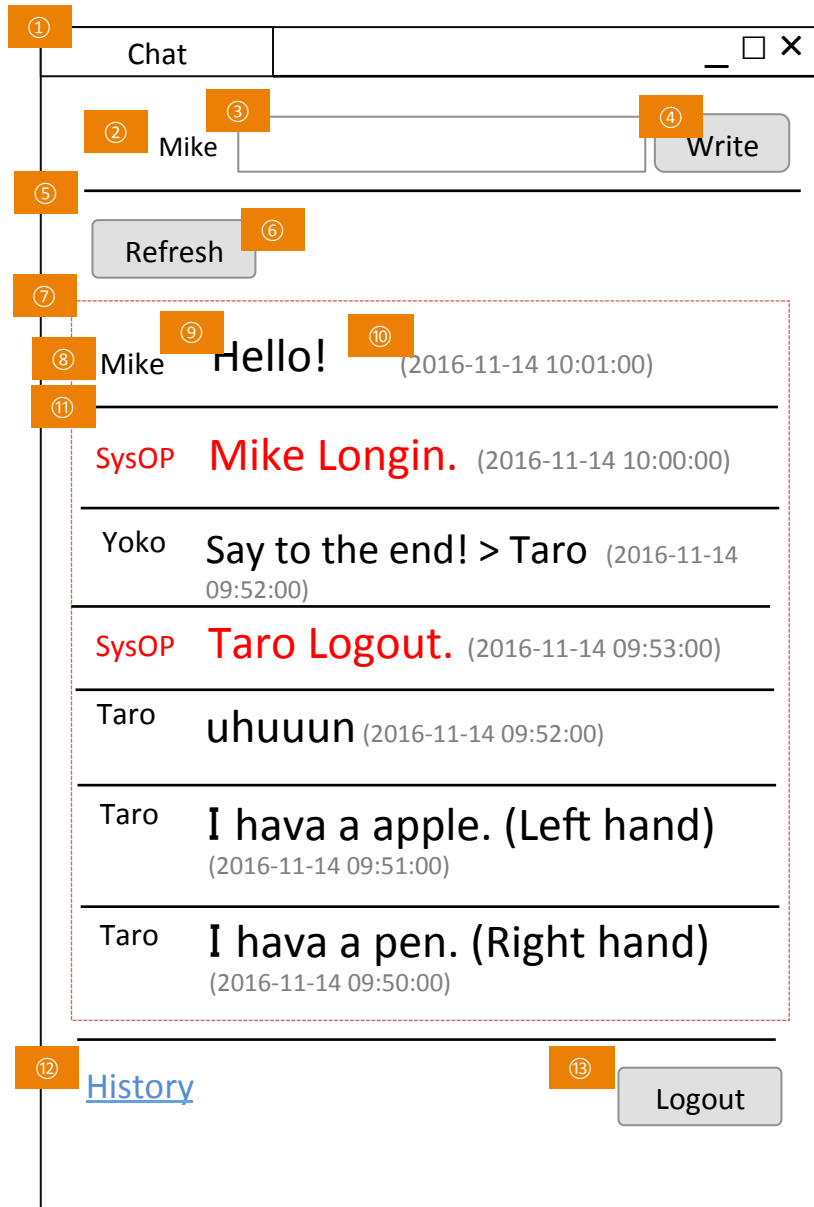 ①
Chat
_ □ ×
② Mike ③ ④ Write
⑤
Refresh ⑥
⑦
⑧ Mike ⑨ Hello! ⑩ (2016-11-14 10:01:00)
⑪
SysOP Mike Longin. (2016-11-14 10:00:00)
Yoko Say to the end! > Taro (2016-11-14
09:52:00)
SysOP Taro Logout. (2016-11-14 09:53:00)
Taro uhuuun (2016-11-14 09:52:00)
Taro I hava a apple. (Left hand)
(2016-11-14 09:51:00)
Taro I hava a pen. (Right hand)
(2016-11-14 09:50:00)
⑫ History ⑬ Logout